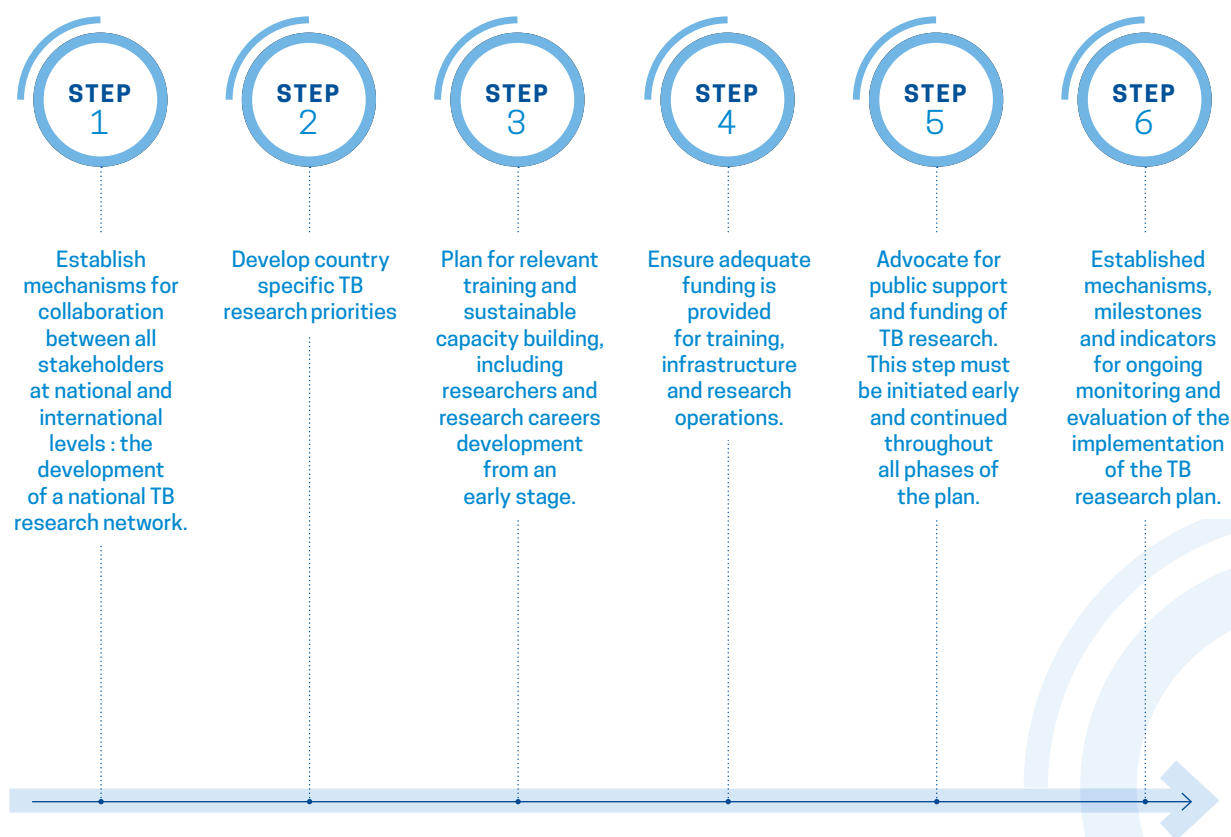 STEP
1
Establish
mechanisms for
collaboration
between all
stakeholders
at national and
international
levels : the
development
of a national TB
research network.
STEP
2
Develop country
specific TB
research priorities
STEP
3
Plan for relevant
training and
sustainable
capacity building,
including
researchers and
research careers
development
from an
early stage.
STEP
4
Ensure adequate
funding is
provided
for training,
infrastructure
and research
operations.
STEP
5
Advocate for
public support
and funding of
TB research.
This step must
be initiated early
and continued
throughout
all phases of
the plan.
STEP
6
Established
mechanisms,
milestones
and indicators
for ongoing
monitoring and
evaluation of the
implementation
of the TB
reasearch plan.